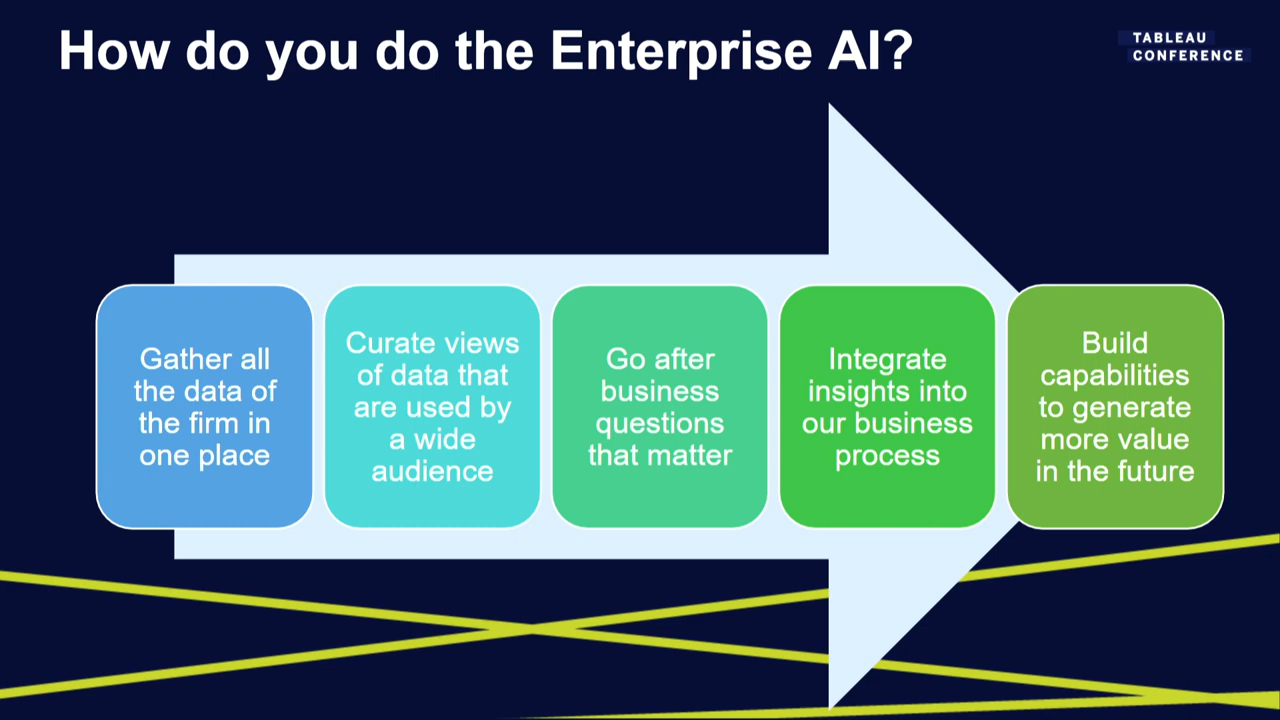 How do you do the Enterprise AI?
TABLEAU
CONFERENCE
Gather all
the data of
the firm in
one place
Curate views
of data that
are used by
a wide
audience
Go after
business
questions
that matter
Integrate
insights into
our business
process
Build
capabilities
to generate
more value
in the future